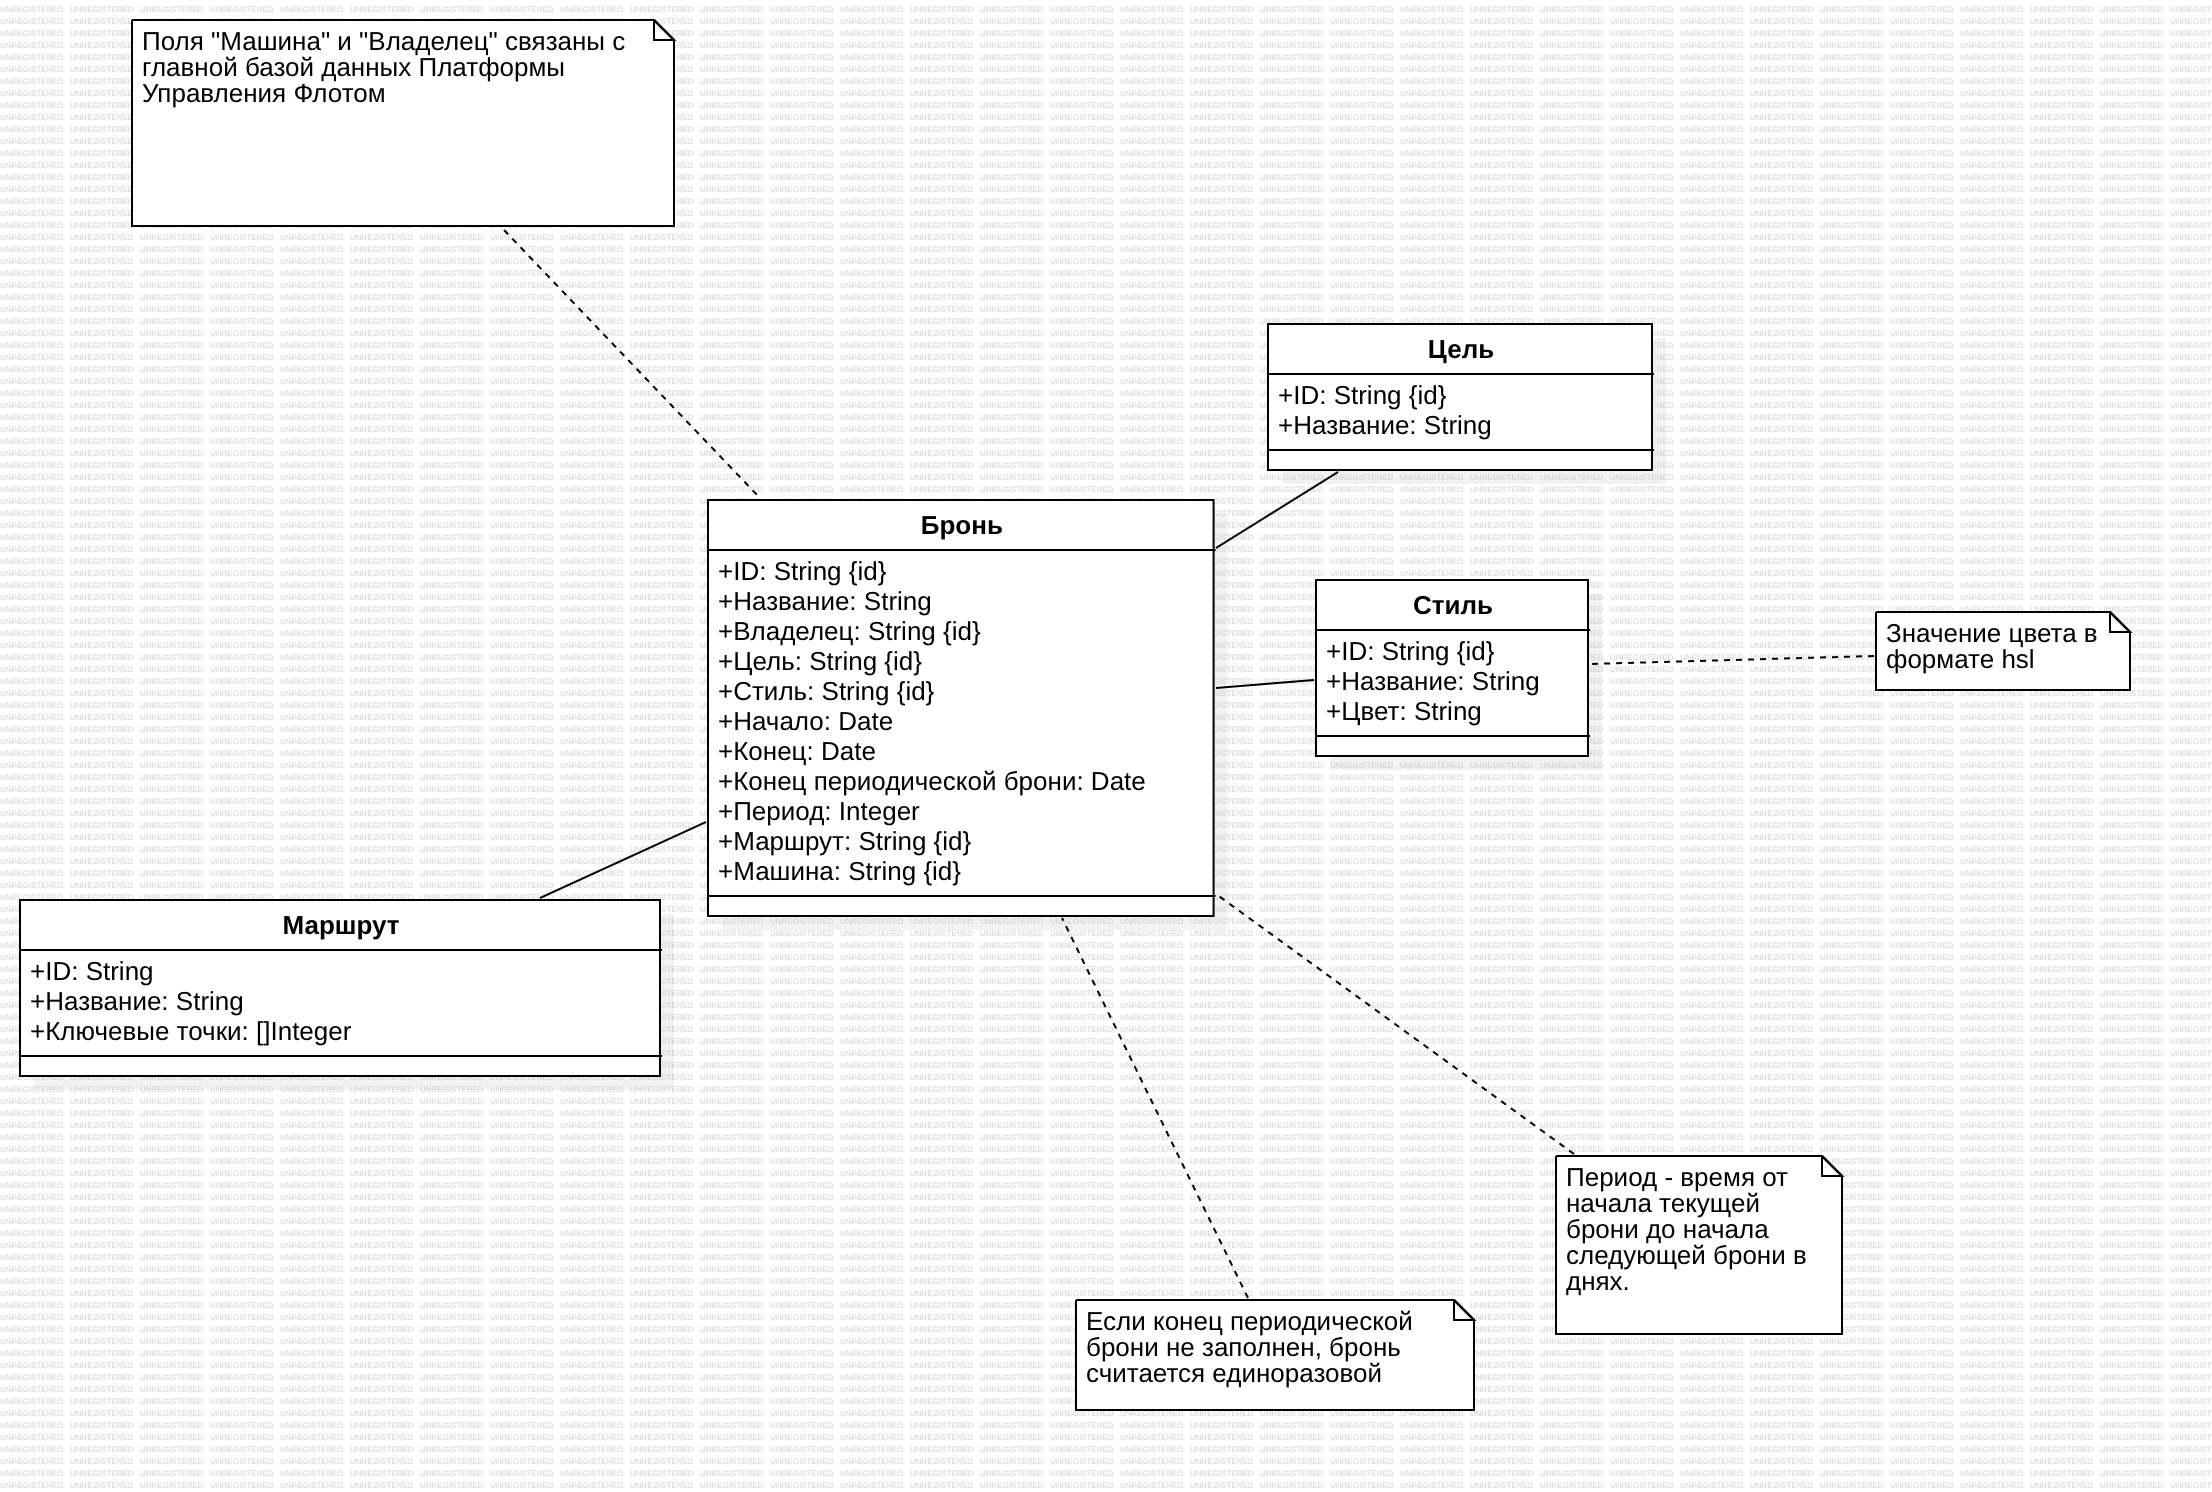 Поля "Машина" и "Владелец" связаны с
главной базой данных Платформы
Управления Флотом
Цель
+ID: String {id}
+Название: String
Бронь
+ID: String {id}
+Название: String
+Владелец: String {id}
+Цель: String {id}
+Стиль: String {id}
+Начало: Date
+Конец: Date
+Конец периодической брони: Date
+Период: Integer
+Маршрут: String {id}
+Машина: String {id}
Стиль
+ID: String {id}
+Название: String
+Цвет: String
Значение цвета в
формате hsl
Маршрут
+ID: String
+Название: String
+Ключевые точки: []Integer
Период - время от
начала текущей
брони до начала
следующей брони в
днях.
Если конец периодической
брони не заполнен, бронь
считается единоразовой
UNREGISTERED